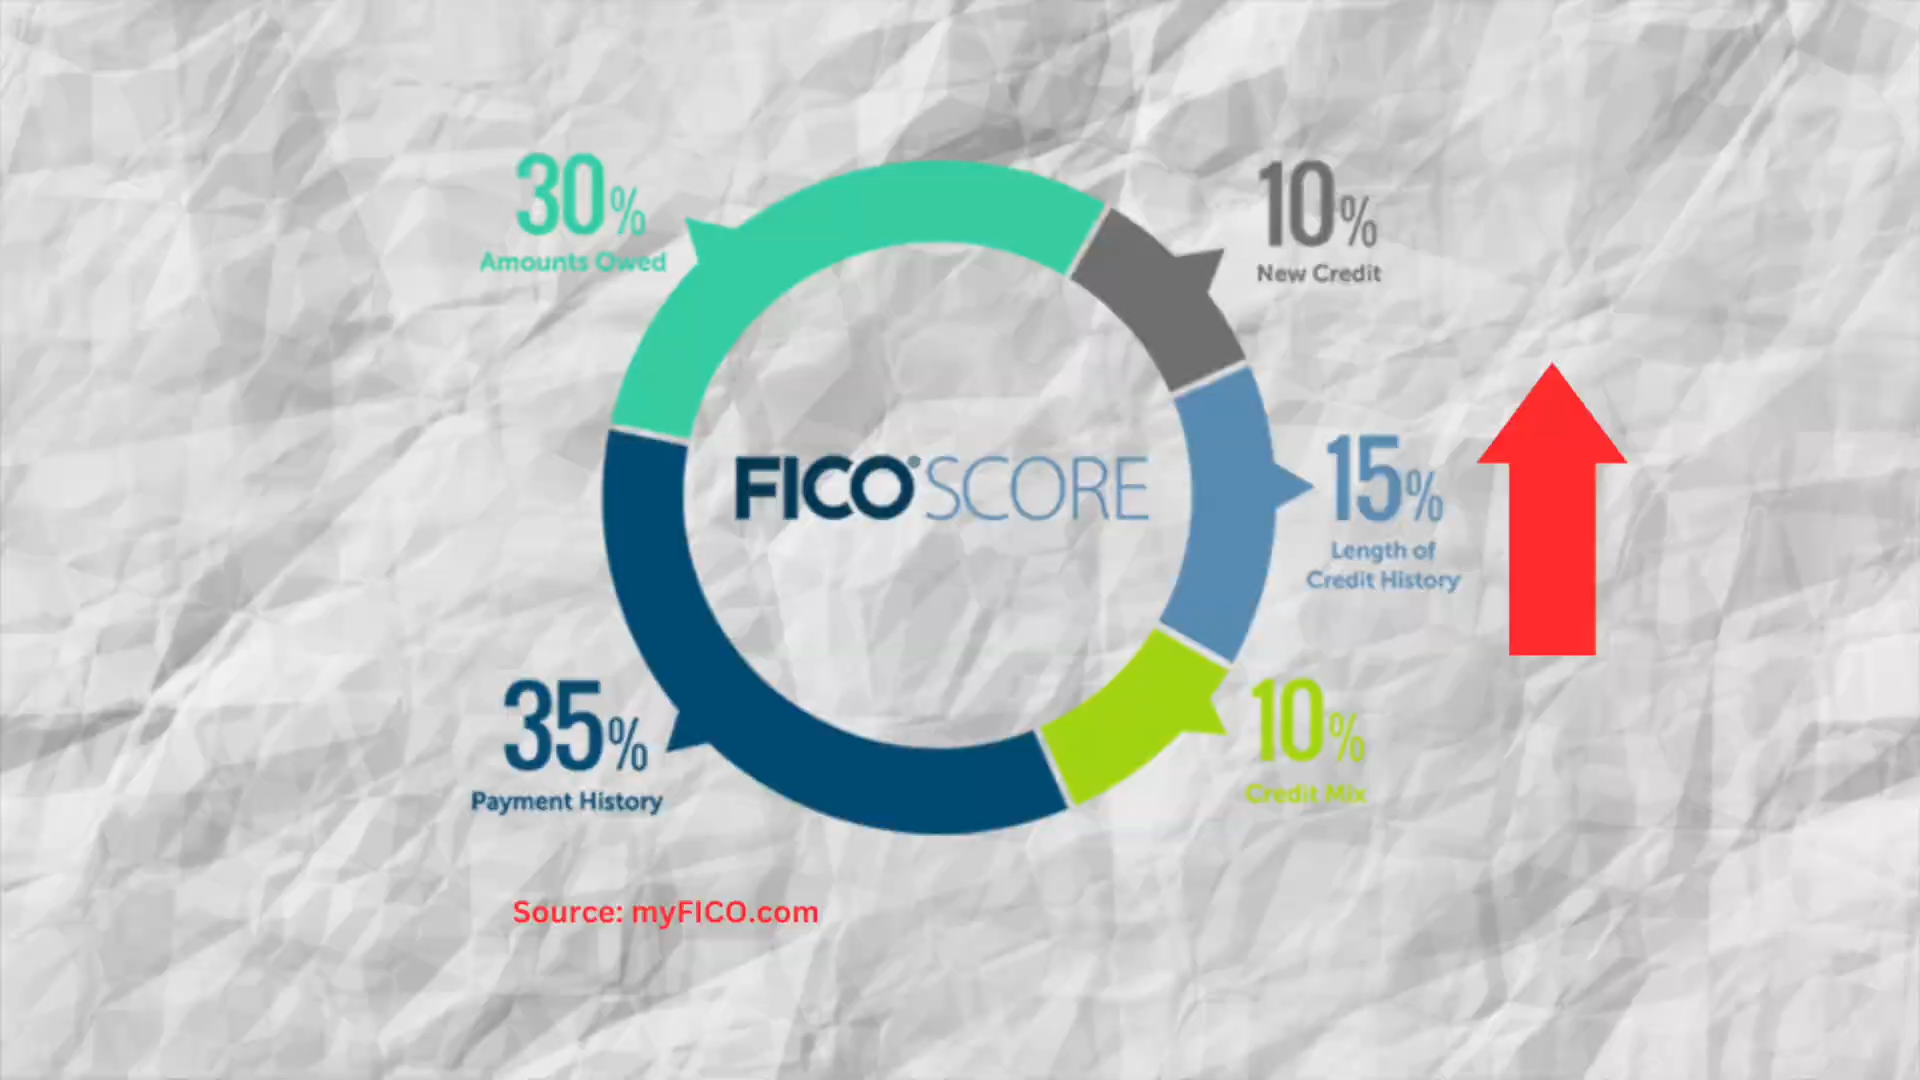 30%
Amounts Owed
10%
New Credit
FICO® SCORE
15%
Length of
Credit History
35%
Payment History
10%
Credit Mix
Source: myFICO.com